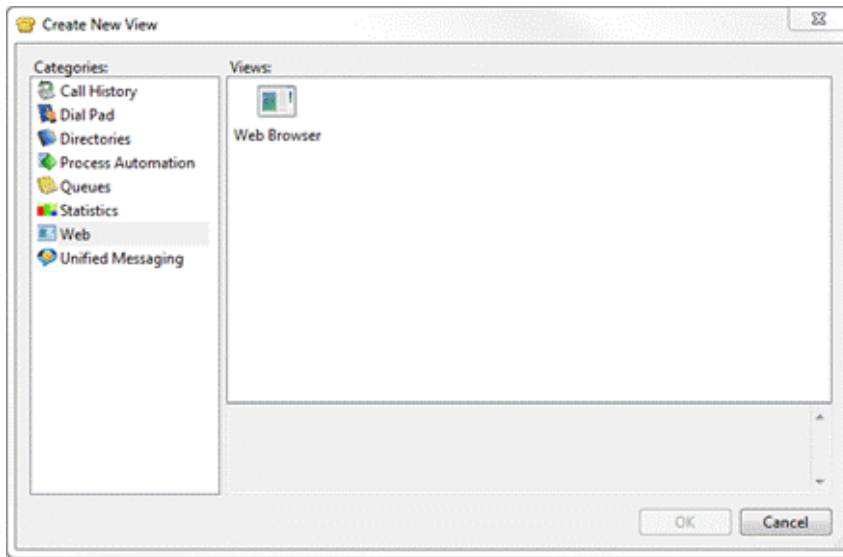 Create New View
Categories:
Views:
Call History
Dial Pad
Directories
Process Automation
Queues
Statistics
Web
Unified Messaging
Web Browser
OK
Cancel